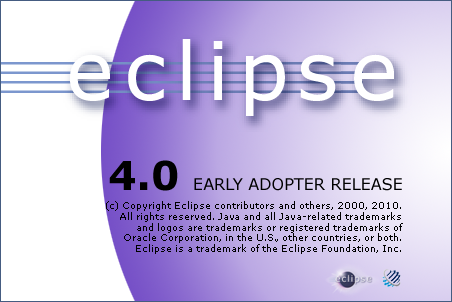 eclipse
4.0 EARLY ADOPTER RELEASE
(c) Copyright Eclipse contributors and others, 2000, 2010.
All rights reserved. Java and all Java-related trademarks
and logos are trademarks or registered trademarks of
Oracle Corporation, in the U.S., other countries, or both.
Eclipse is a trademark of the Eclipse Foundation, Inc.
eclipse